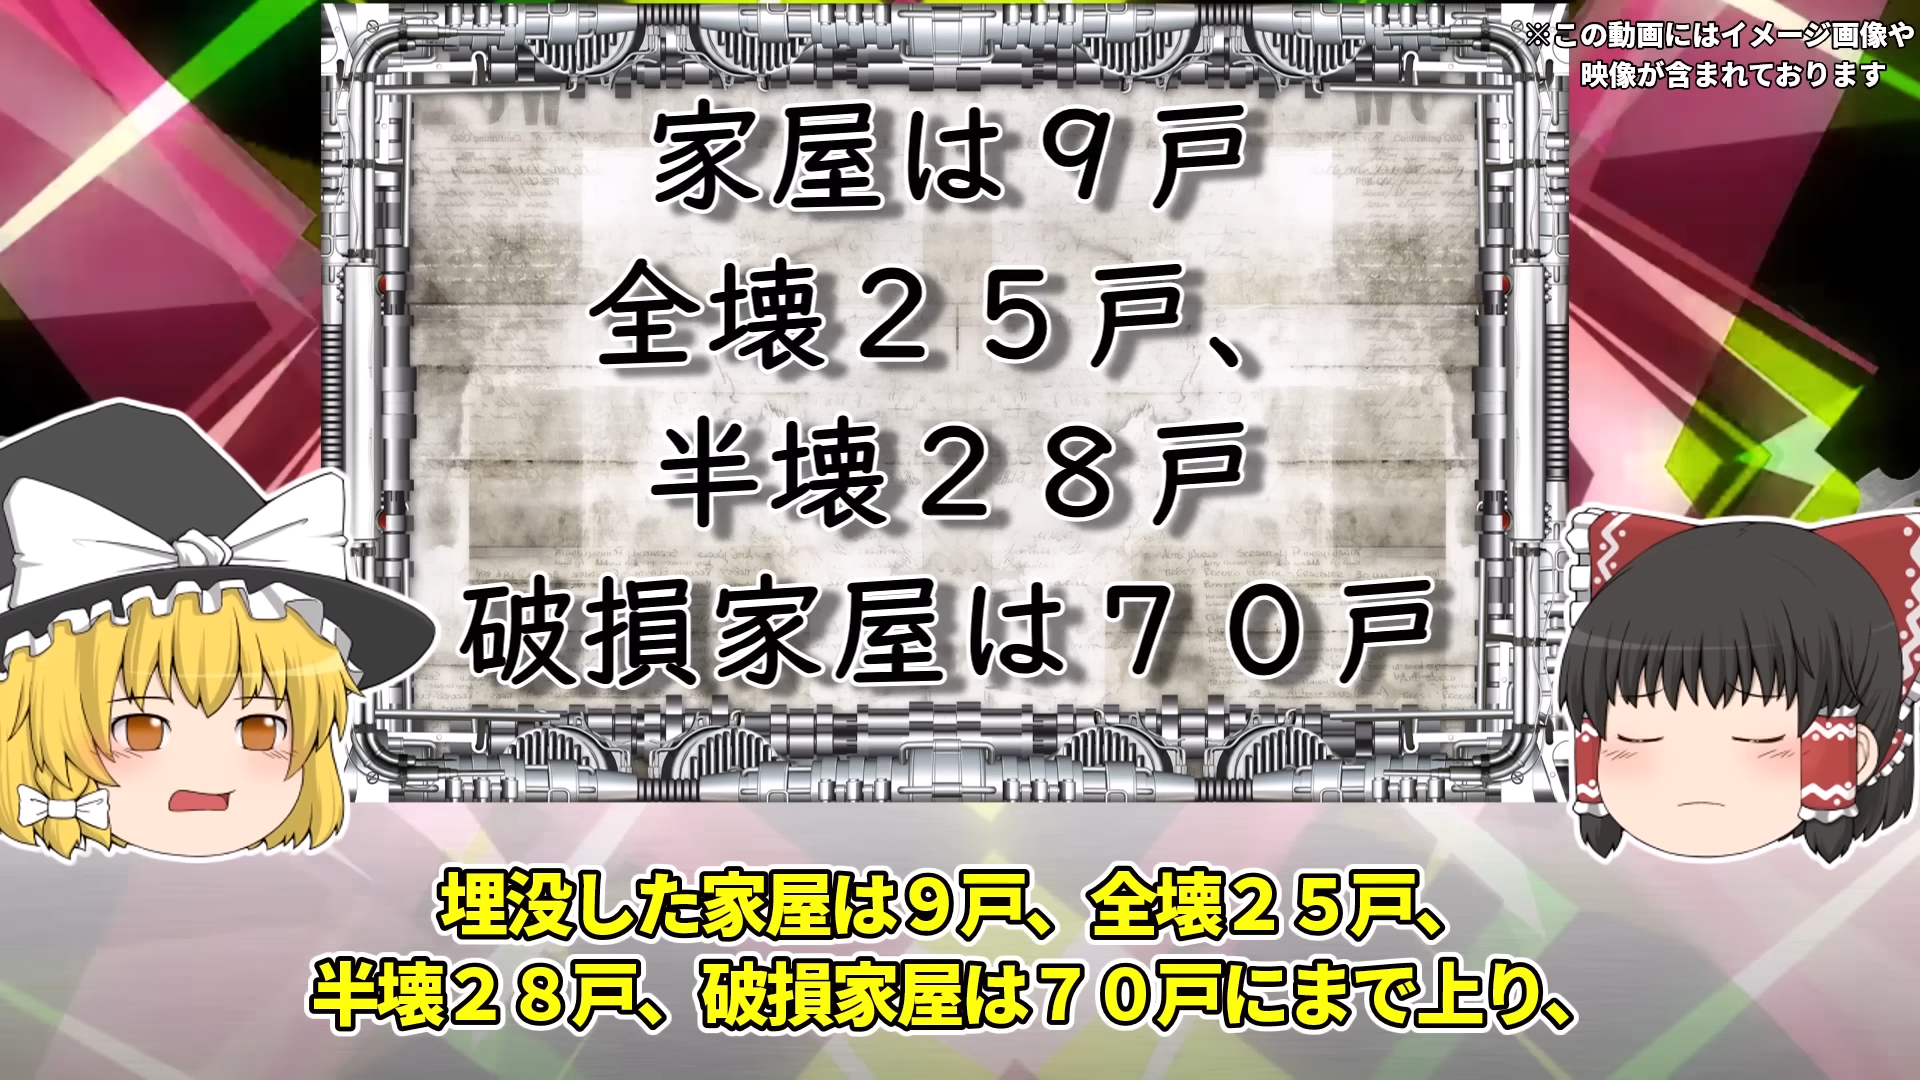 ※この動画にはイメージ画像や
映像が含まれております
家屋は９戸
全壊２５戸、
半壊２８戸
破損家屋は７０戸
埋没した家屋は９戸、全壊２５戸、
半壊２８戸、破損家屋は７０戸にまで上り、